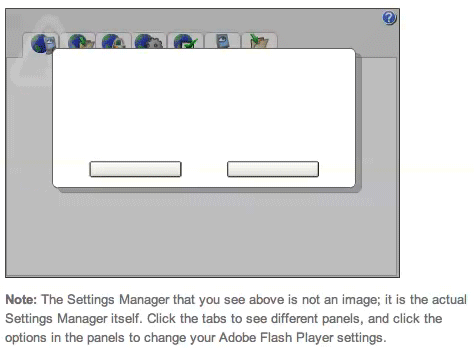 ?
Note: The Settings Manager that you see above is not an image; it is the actual
Settings Manager itself. Click the tabs to see different panels, and click the
options in the panels to change your Adobe Flash Player settings.